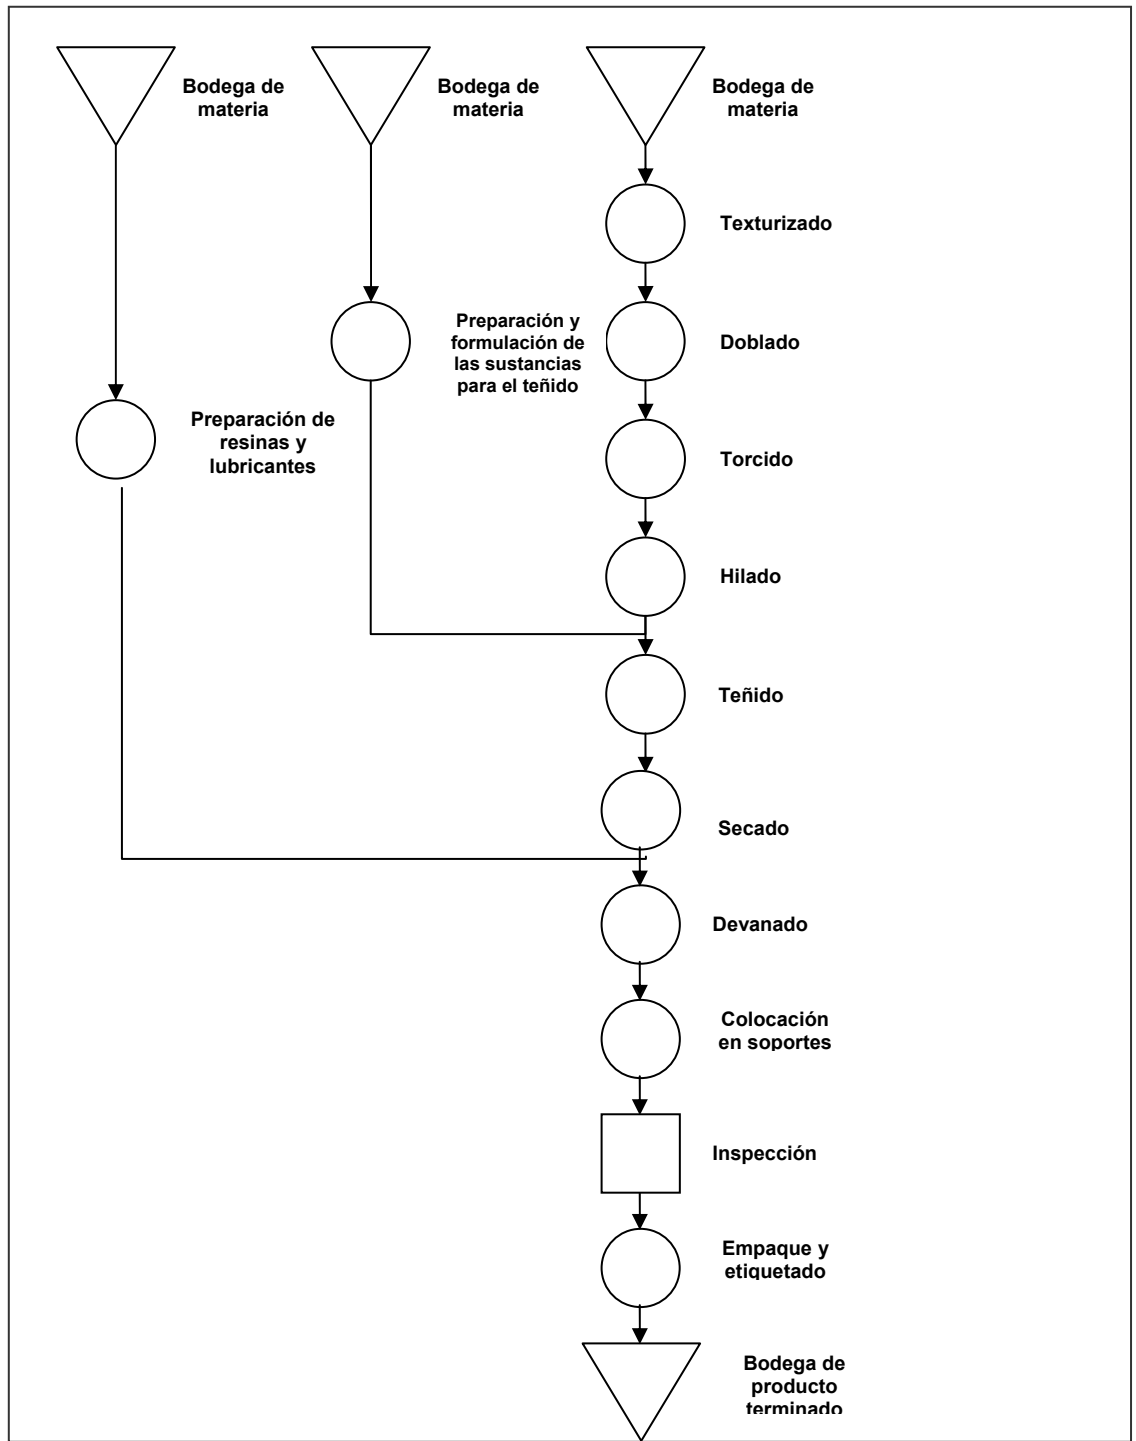 Bodega de
materia
Bodega de
materia
Bodega de
materia
Texturizado
Preparación y
formulación de
las sustancias
para el teñido
Doblado
Preparación de
resinas y
lubricantes
Torcido
Hilado
Teñido
Secado
Devanado
Colocación
en soportes
Inspección
Empaque y
etiquetado
Bodega de
producto
terminado